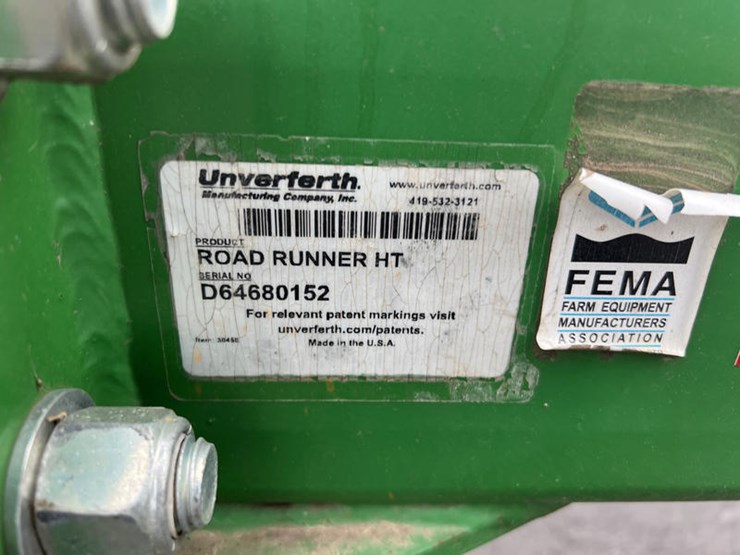 Unverferth.
Manufacturing Company, Inc.
www.unverferth.com
419-532-3121
PRODUCT
ROAD RUNNER HT
SERIAL NO
D64680152
For relevant patent markings visit
unverferth.com/patents.
Made in the U.S.A.
FEMA
FARM EQUIPMENT
MANUFACTURERS
ASSOCIATION